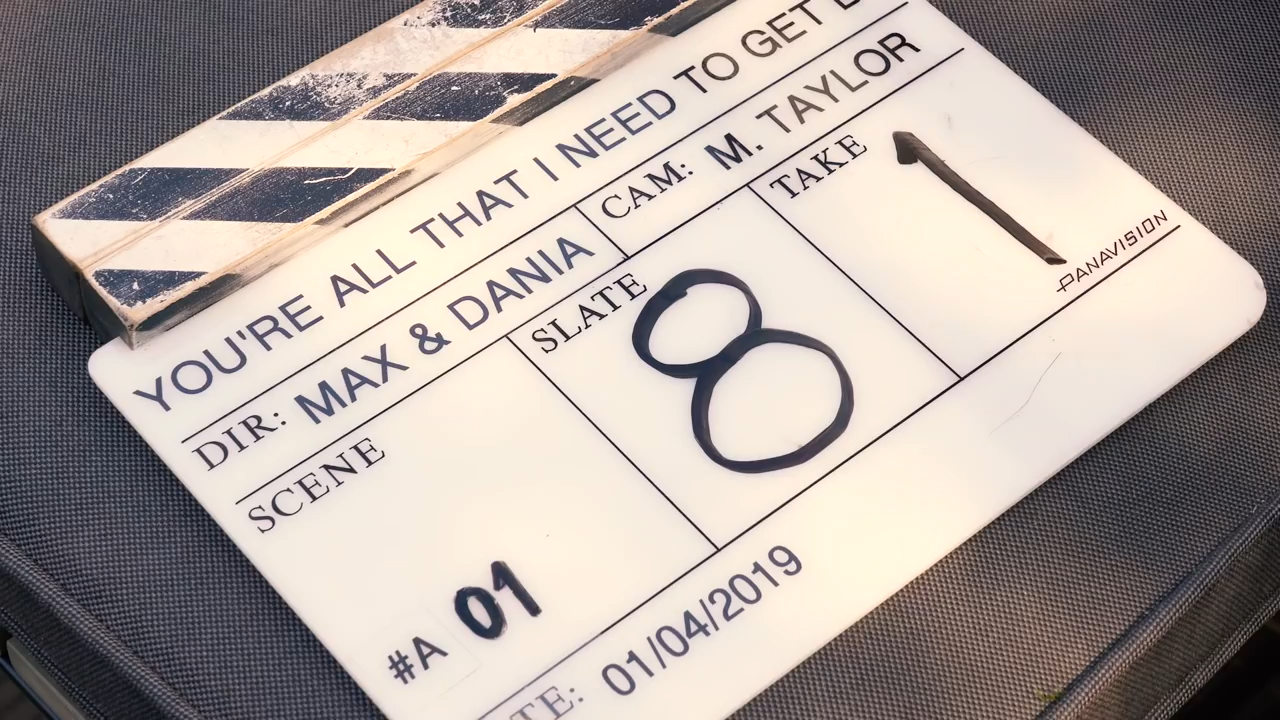 YOU'RE ALL THAT I NEED TO GET
DIR: MAX & DANIA CAM: M. TAYLOR
SCENE SLATE TAKE
#A 01 8 1
PANAVISION
01/04/2019